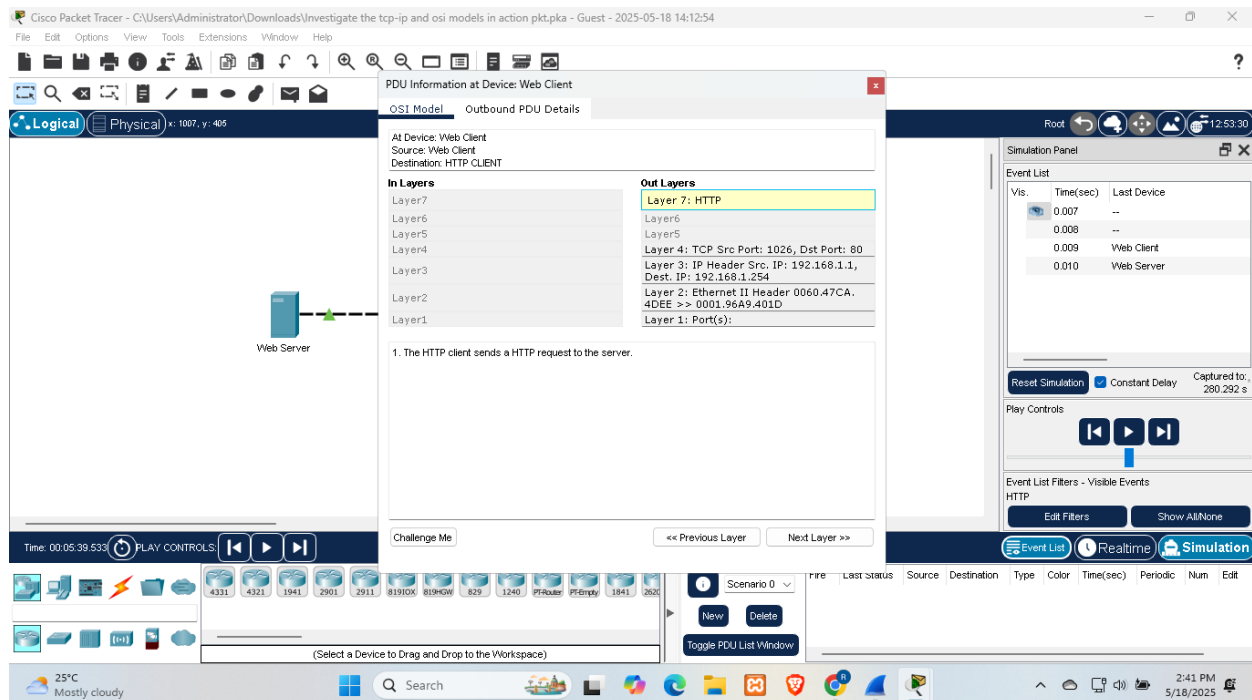 Cisco Packet Tracer - C:\Users\Administrator\Downloads\Investigate the tcp-ip and osi models in action pkt.pka - Guest - 2025-05-18 14:12:54
File Edit Options View Tools Extensions Window Help
?
PDU Information at Device: Web Client
x
OSI Model Outbound PDU Details
Logical Physical x: 1007, y: 405
Root 12:53:30
At Device: Web Client
Source: Web Client
Destination: HTTP CLIENT
In Layers
Layer7
Layer6
Layer5
Layer4
Layer3
Layer2
Layer1
Out Layers
Layer 7: HTTP
Layer6
Layer5
Layer 4: TCP Src Port: 1026, Dst Port: 80
Layer 3: IP Header Src. IP: 192.168.1.1,
Dest. IP: 192.168.1.254
Layer 2: Ethernet II Header 0060.47CA.
4DEE >> 0001.96A9.401D
Layer 1: Port(s):
1. The HTTP client sends a HTTP request to the server.
Challenge Me << Previous Layer Next Layer >>
Web Server
Simulation Panel
Event List
Vis. Time(sec) Last Device
0.007 --
0.008 --
0.009 Web Client
0.010 Web Server
Reset Simulation Constant Delay Captured to:
280.292 s
Play Controls
Event List Filters - Visible Events
HTTP
Edit Filters Show All/None
Time: 00:05:39.533 PLAY CONTROLS:
Event List Realtime Simulation
4331 4321 1941 2901 2911 819IOX 819HGW 829 1240 PT-Router PT-Empty 1841
(Select a Device to Drag and Drop to the Workspace)
Scenario 0
New Delete
Toggle PDU List Window
Fire Last Status Source Destination Type Color Time(sec) Periodic Num Edit
25°C
Mostly cloudy
Search
2:41 PM
5/18/2025